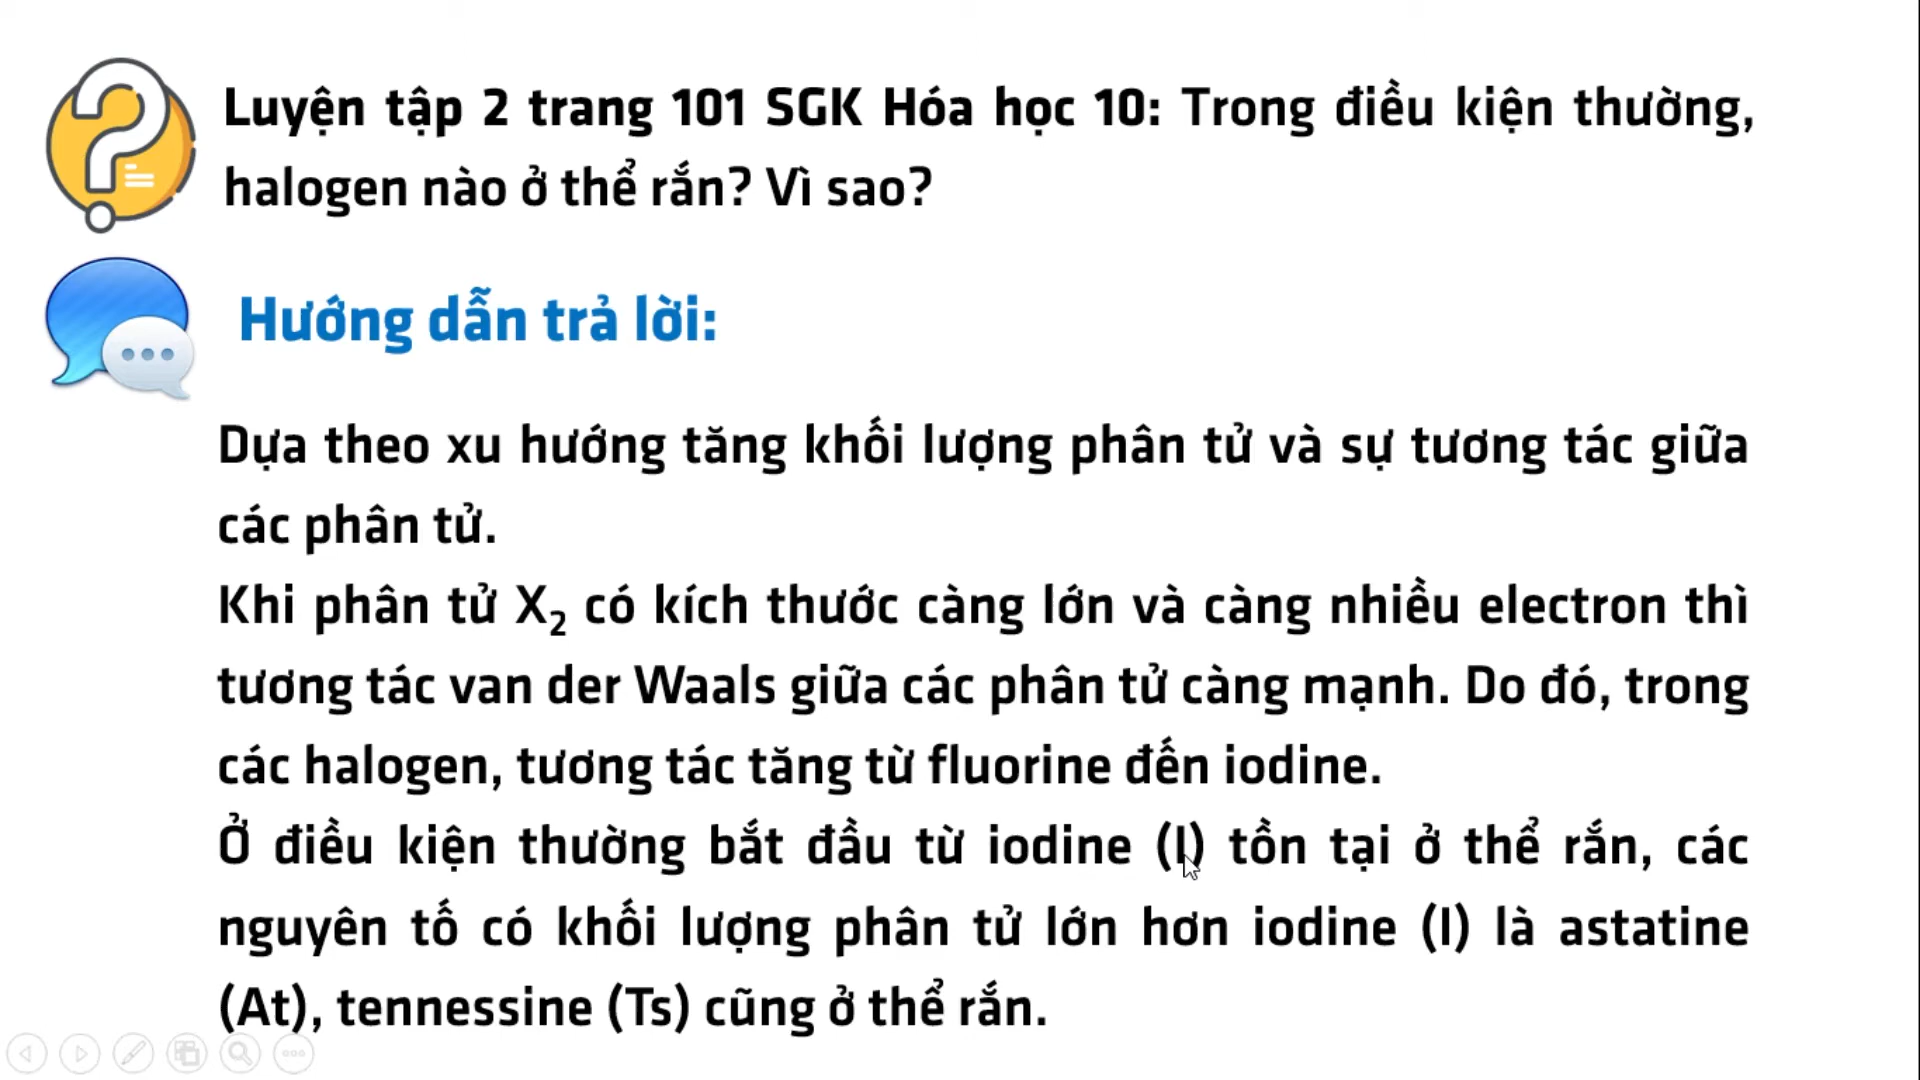 Luyện tập 2 trang 101 SGK Hóa học 10: Trong điều kiện thường,
halogen nào ở thể rắn? Vì sao?
Hướng dẫn trả lời:
Dựa theo xu hướng tăng khối lượng phân tử và sự tương tác giữa
các phân tử.
Khi phân tử X₂ có kích thước càng lớn và càng nhiều electron thì
tương tác van der Waals giữa các phân tử càng mạnh. Do đó, trong
các halogen, tương tác tăng từ fluorine đến iodine.
Ở điều kiện thường bắt đầu từ iodine (I) tồn tại ở thể rắn, các
nguyên tố có khối lượng phân tử lớn hơn iodine (I) là astatine
(At), tennessine (Ts) cũng ở thể rắn.